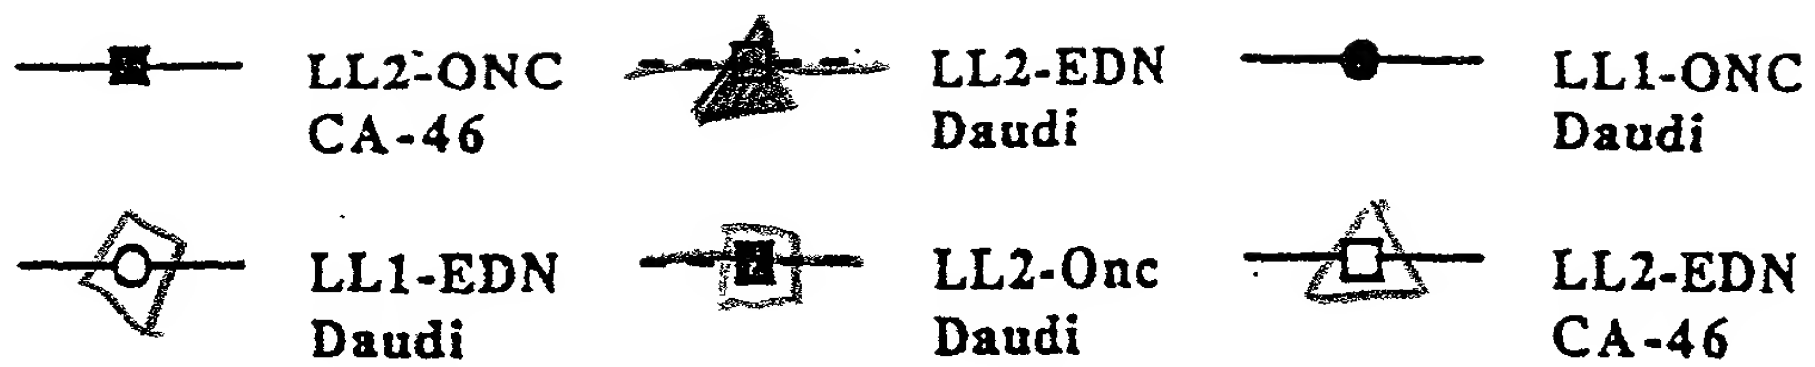 LL2-ONC
CA-46
LL2-EDN
Daudi
LL1-ONC
Daudi
LL1-EDN
Daudi
LL2-Onc
Daudi
LL2-EDN
CA-46